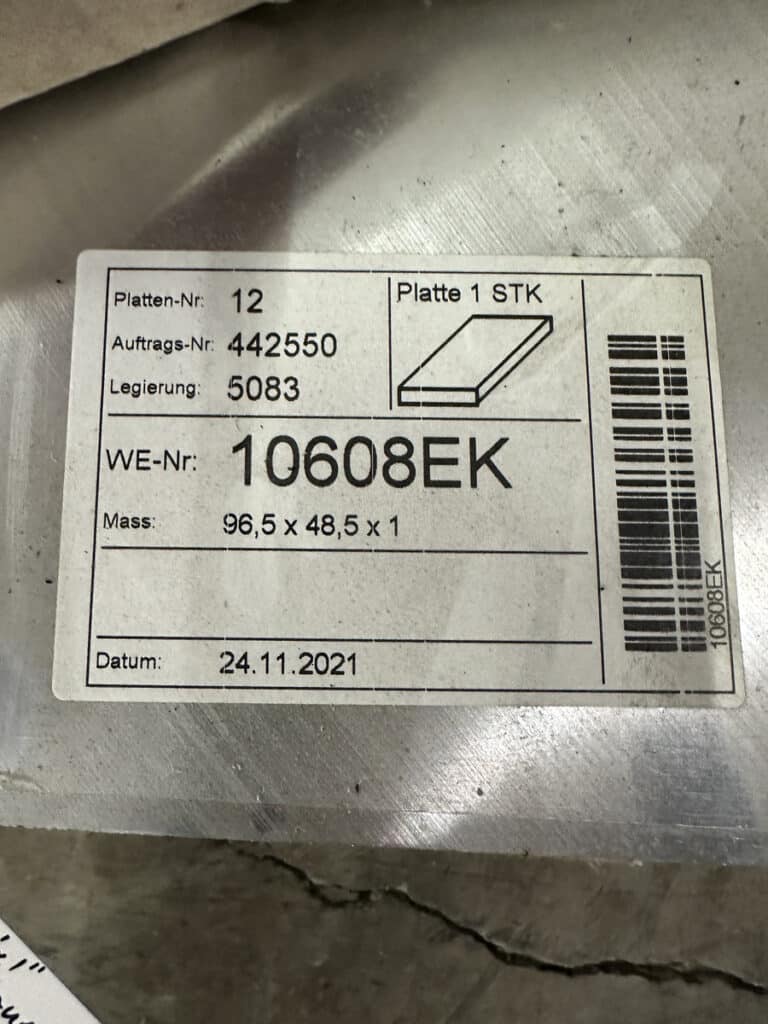 Platten-Nr: 12
Auftrags-Nr: 442550
Legierung: 5083
Platte 1 STK
WE-Nr: 10608EK
Mass: 96,5 x 48,5 x 1
Datum: 24.11.2021
10608EK